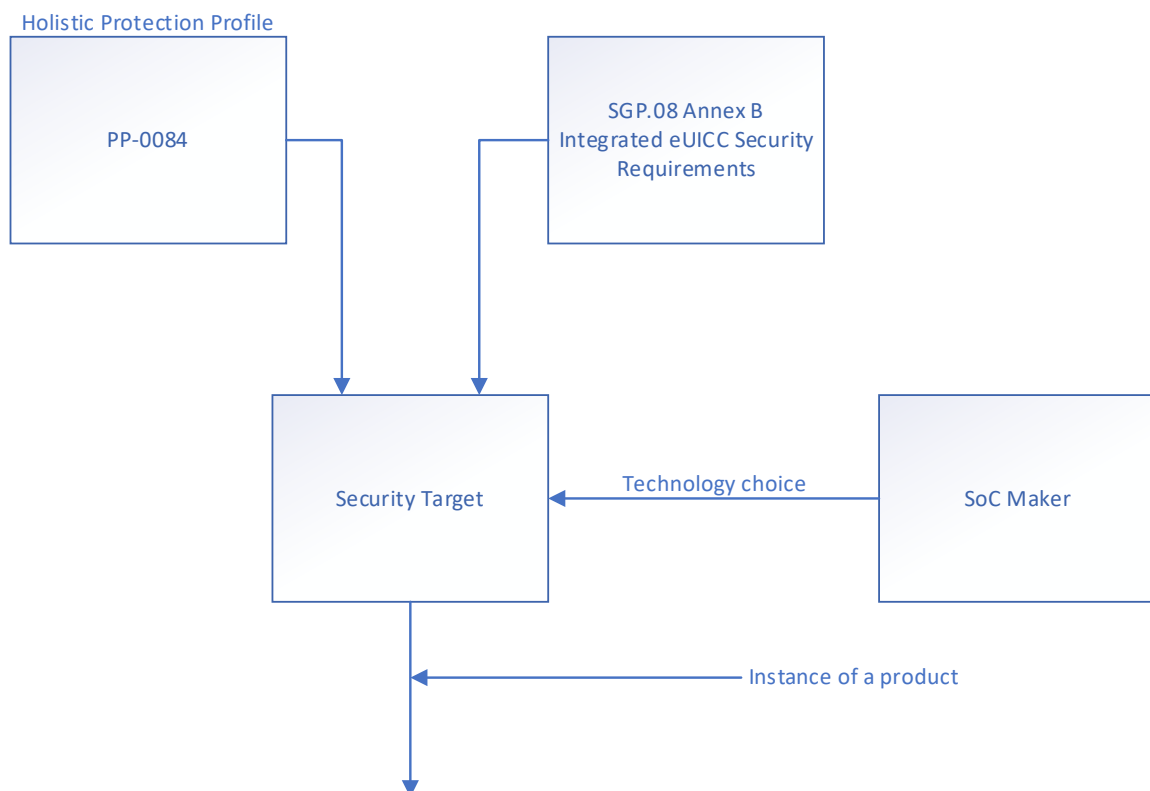 Holistic Protection Profile
PP-0084
SGP.08 Annex B
Integrated eUICC Security
Requirements
Security Target
Technology choice
SoC Maker
Instance of a product